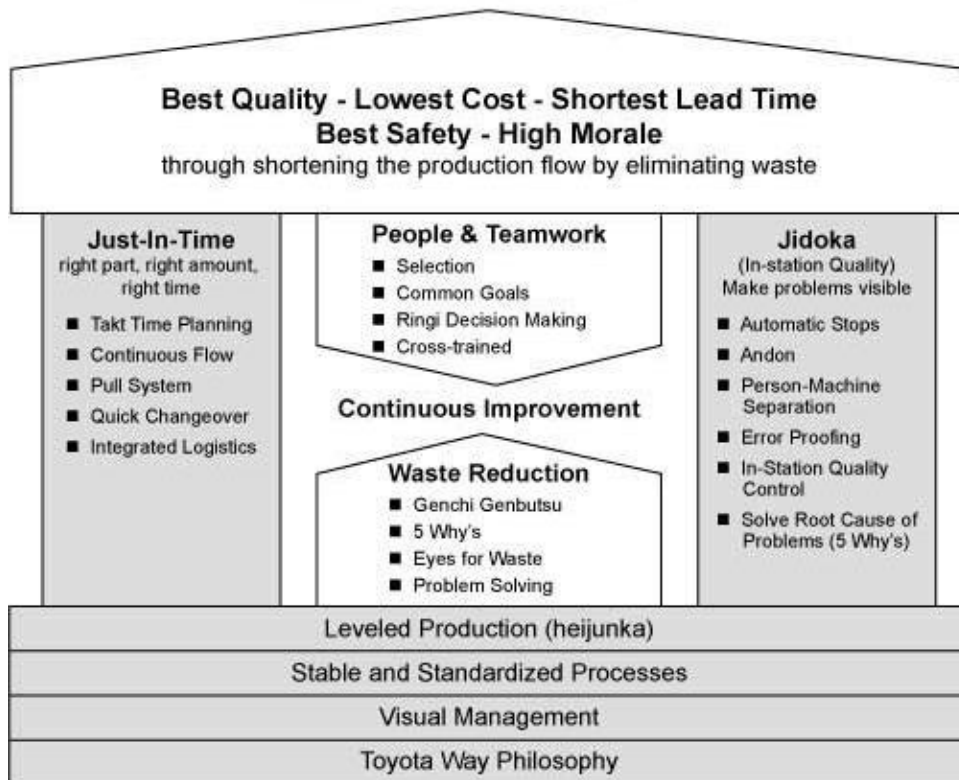 Best Quality - Lowest Cost - Shortest Lead Time
Best Safety - High Morale
through shortening the production flow by eliminating waste
Just-In-Time
right part, right amount,
right time
■ Takt Time Planning
■ Continuous Flow
■ Pull System
■ Quick Changeover
■ Integrated Logistics
People & Teamwork
■ Selection
■ Common Goals
■ Ringi Decision Making
■ Cross-trained
Continuous Improvement
Waste Reduction
■ Genchi Genbutsu
■ 5 Why's
■ Eyes for Waste
■ Problem Solving
Jidoka
(In-station Quality)
Make problems visible
■ Automatic Stops
■ Andon
■ Person-Machine
Separation
■ Error Proofing
■ In-Station Quality
Control
■ Solve Root Cause of
Problems (5 Why's)
Leveled Production (heijunka)
Stable and Standardized Processes
Visual Management
Toyota Way Philosophy